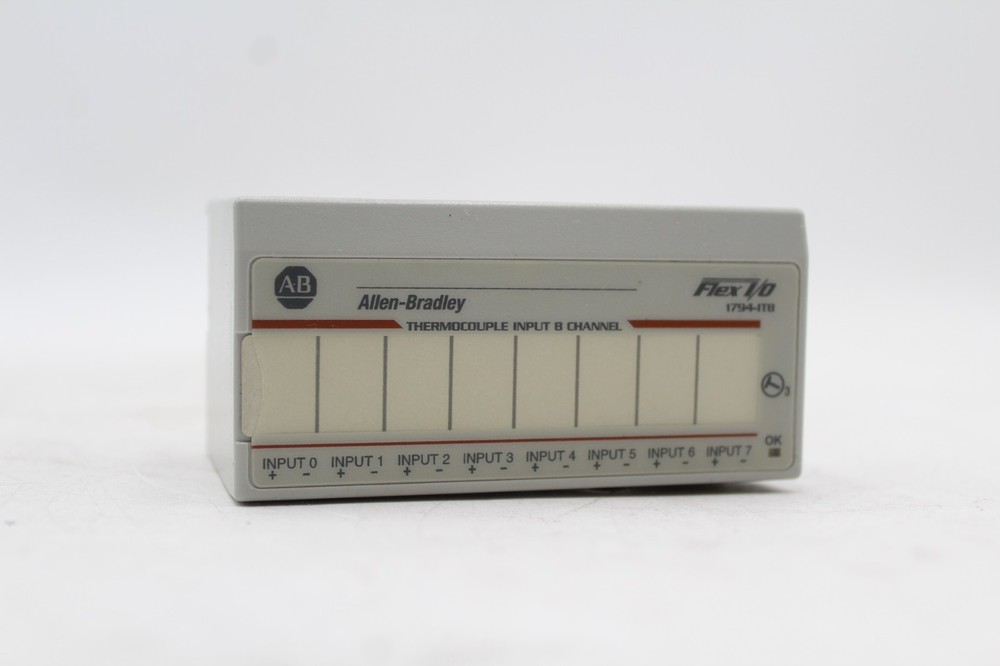 AB
Allen-Bradley
Flex I/O
1794-IT8
THERMOCOUPLE INPUT 8 CHANNEL
3
OK
INPUT 0 INPUT 1 INPUT 2 INPUT 3 INPUT 4 INPUT 5 INPUT 6 INPUT 7
+ - + - + - + - + - + - + - + -